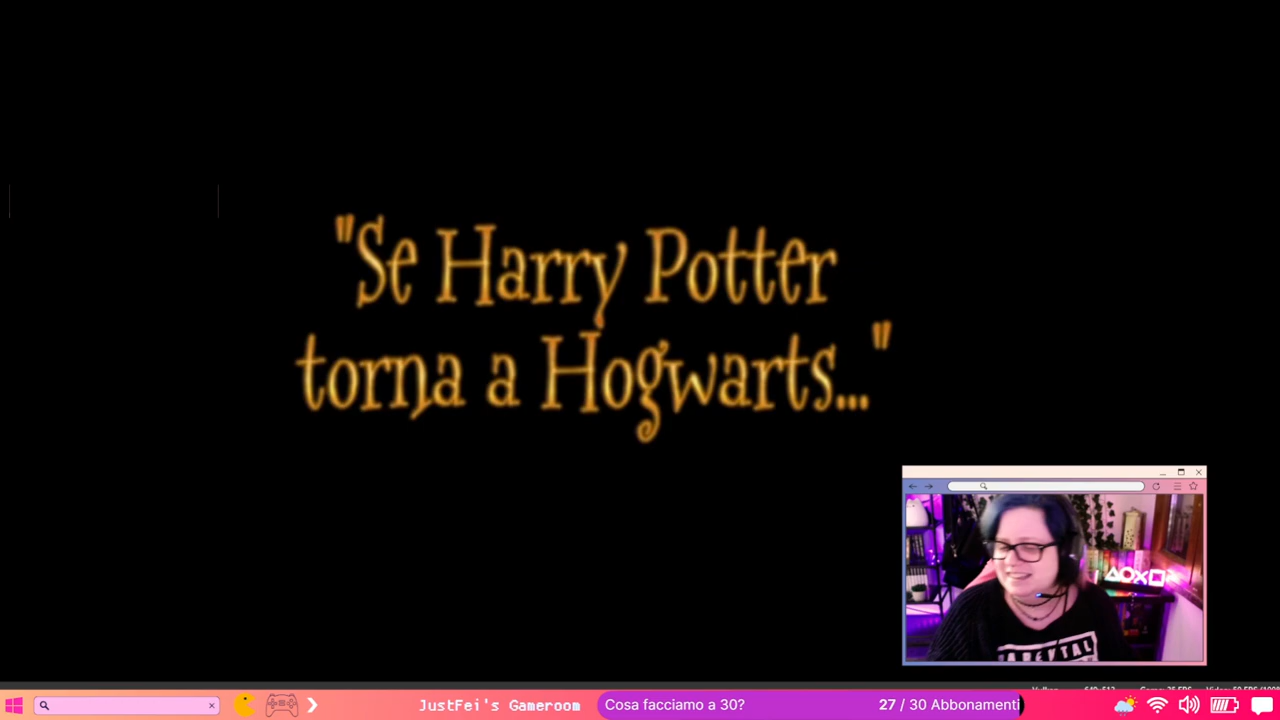 "Se Harry Potter
torna a Hogwarts..."
JustFei's Gameroom
Cosa facciamo a 30?
27 / 30 Abbonamenti